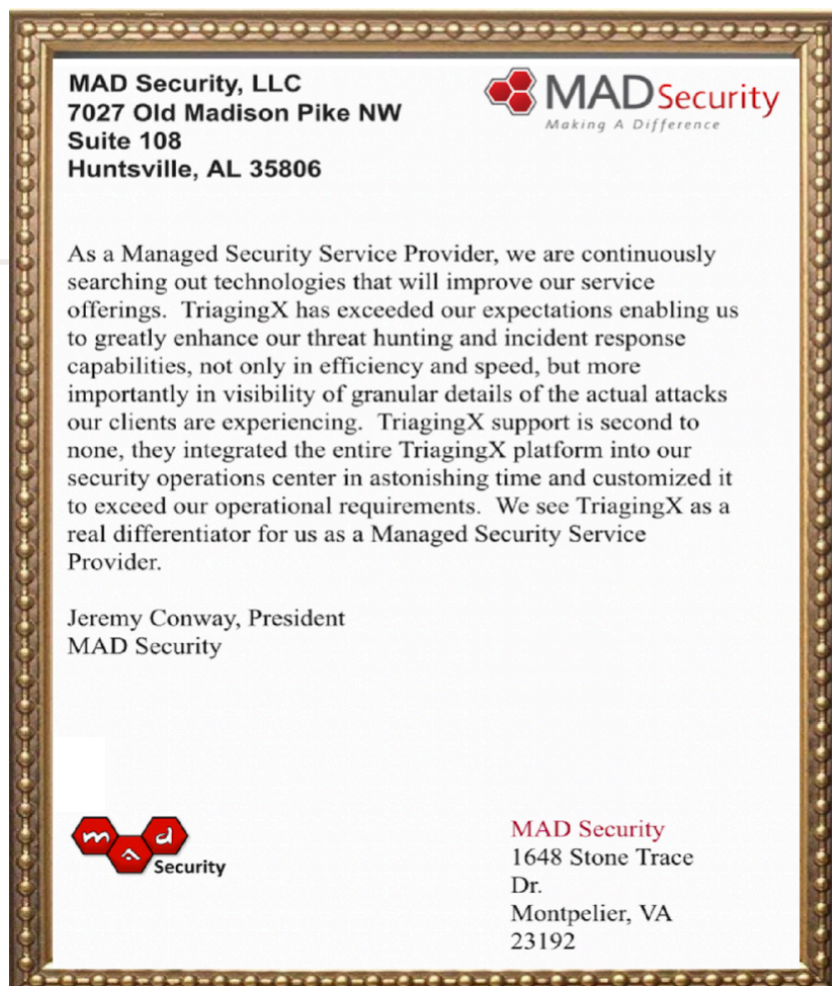 MAD Security, LLC
7027 Old Madison Pike NW
Suite 108
Huntsville, AL 35806
MADSecurity
Making A Difference
As a Managed Security Service Provider, we are continuously
searching out technologies that will improve our service
offerings.  TriagingX has exceeded our expectations enabling us
to greatly enhance our threat hunting and incident response
capabilities, not only in efficiency and speed, but more
importantly in visibility of granular details of the actual attacks
our clients are experiencing.  TriagingX support is second to
none, they integrated the entire TriagingX platform into our
security operations center in astonishing time and customized it
to exceed our operational requirements.  We see TriagingX as a
real differentiator for us as a Managed Security Service
Provider.
Jeremy Conway, President
MAD Security
mad
Security
MAD Security
1648 Stone Trace
Dr.
Montpelier, VA
23192